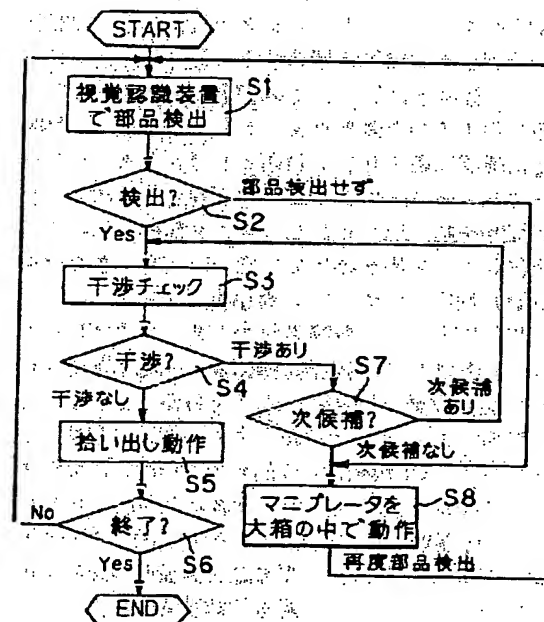 START
視覚認識装置
で部品検出
S1
検出?
部品検出せず
S2
Yes
干渉チェック
S3
干渉?
干渉あり
S4
S7
干渉なし
次候補?
次候補
あり
拾い出し動作
次候補なし
S5
マニプレータを
大箱の中で動作
S8
No
終了?
S6
再度部品検出
Yes
END